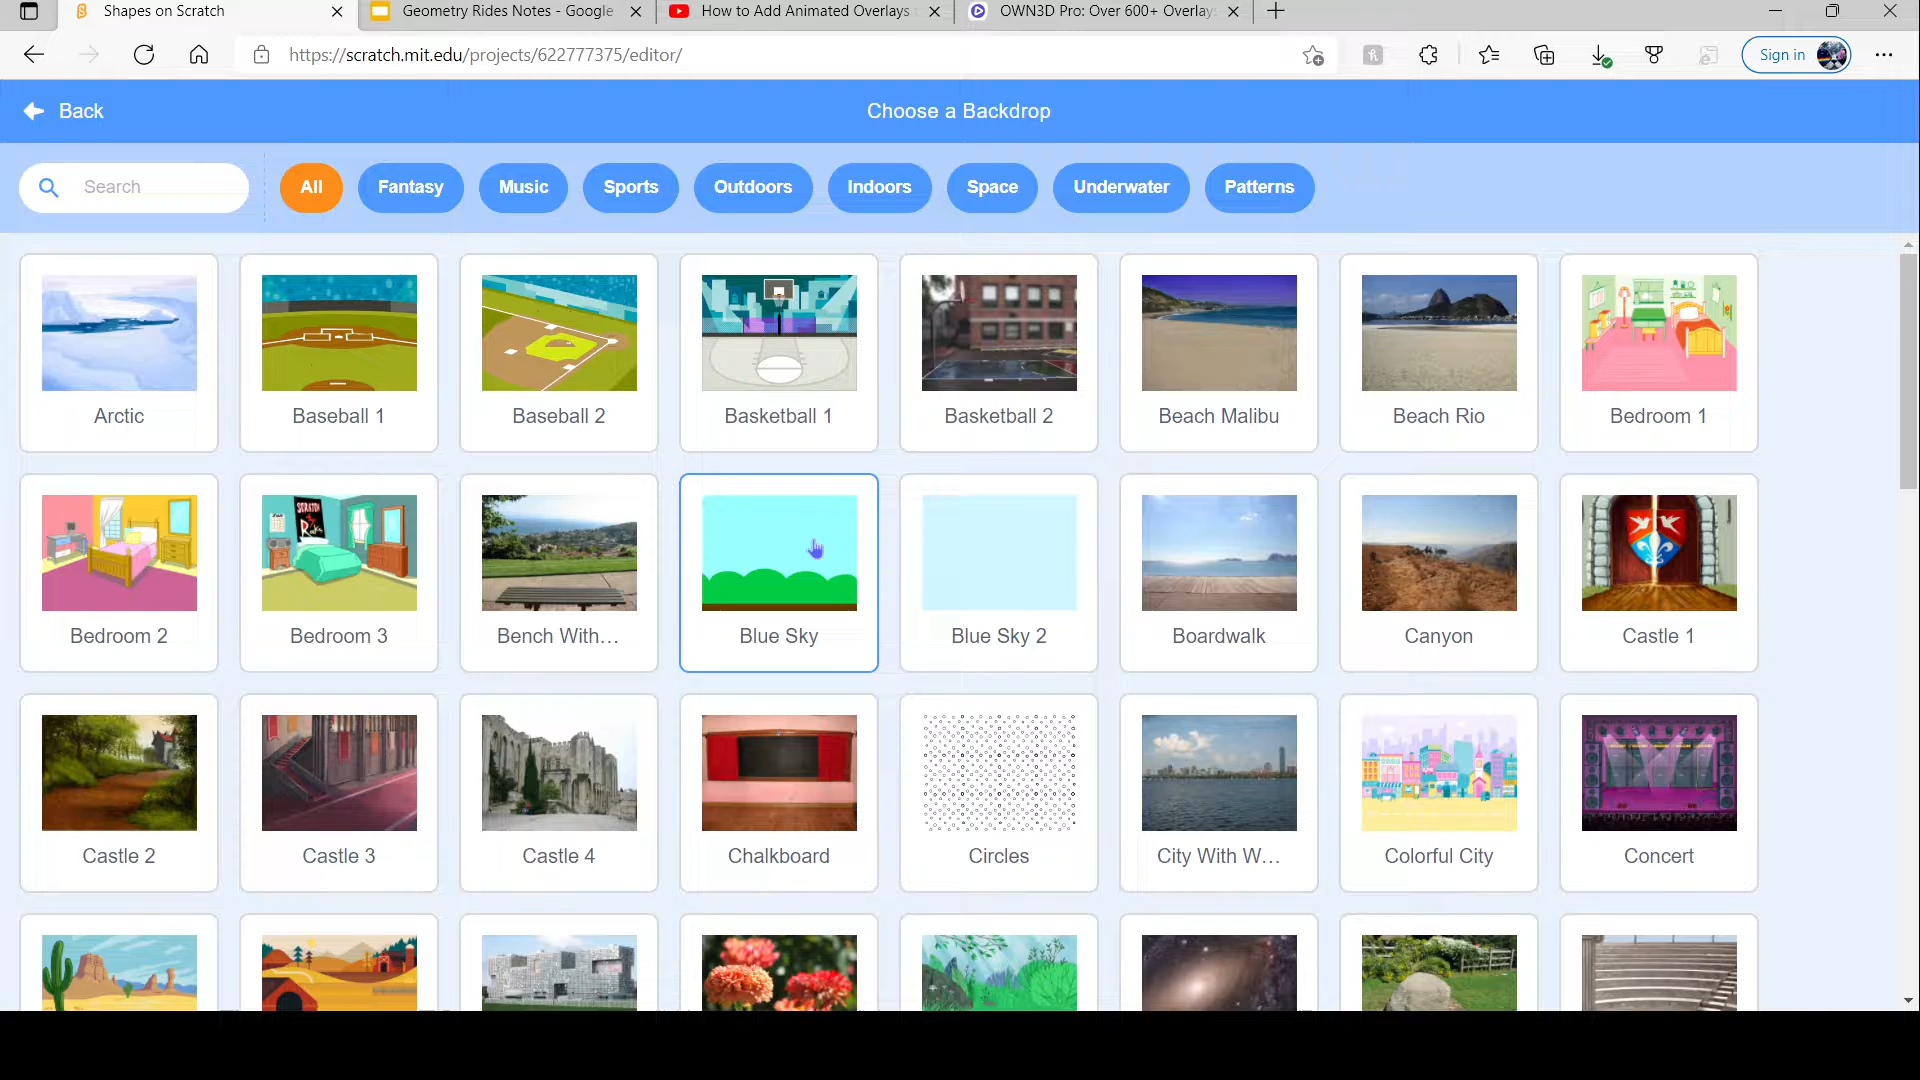 Shapes on Scratch
Geometry Rides Notes - Google
How to Add Animated Overlays
OWN3D Pro: Over 600+ Overlay
https://scratch.mit.edu/projects/622777375/editor/
Sign in
Back
Choose a Backdrop
Search
All
Fantasy
Music
Sports
Outdoors
Indoors
Space
Underwater
Patterns
Arctic
Baseball 1
Baseball 2
Basketball 1
Basketball 2
Beach Malibu
Beach Rio
Bedroom 1
SCRATCH
Bedroom 2
Bedroom 3
Bench With...
Blue Sky
Blue Sky 2
Boardwalk
Canyon
Castle 1
Castle 2
Castle 3
Castle 4
Chalkboard
Circles
City With W...
Colorful City
Concert